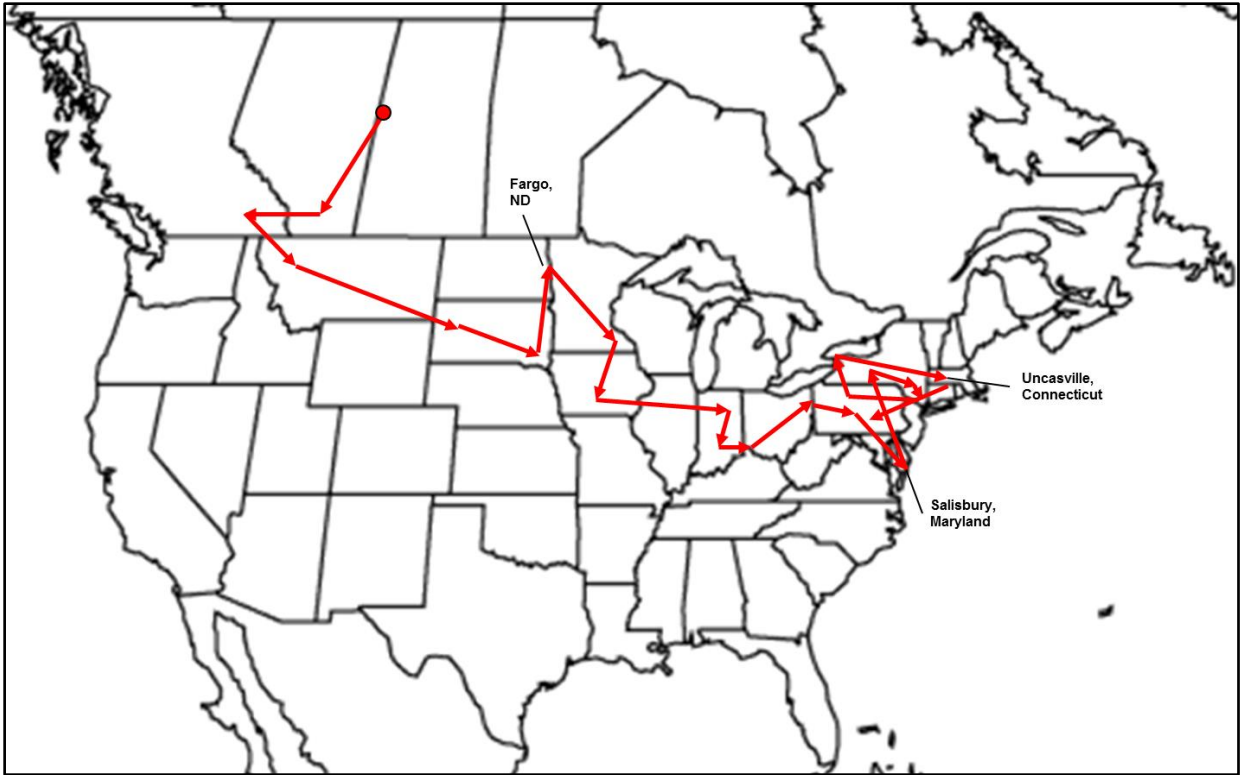 Fargo,
ND
Uncasville,
Connecticut
Salisbury,
Maryland